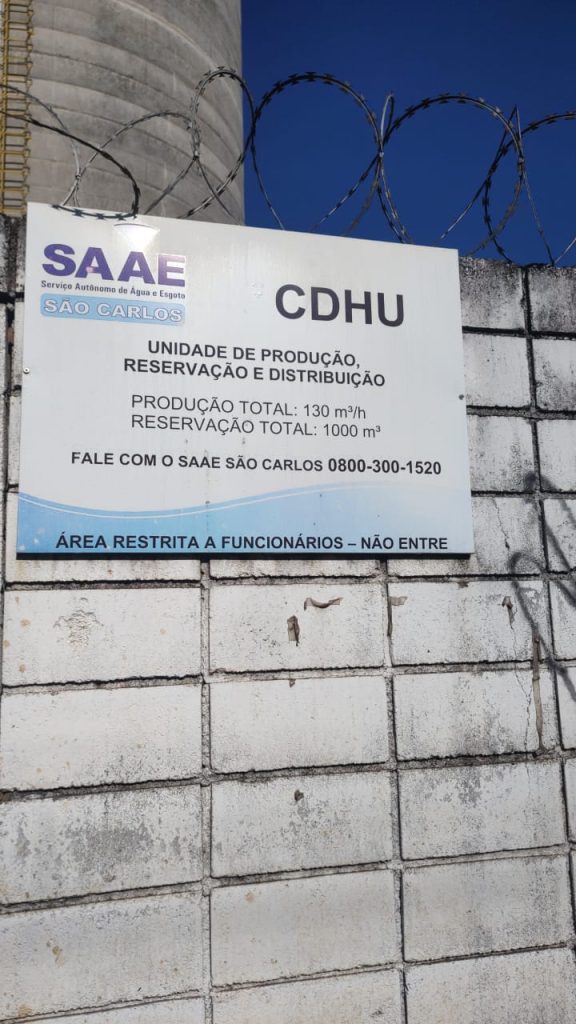 SAAE
Serviço Autônomo de Água e Esgoto
SÃO CARLOS
CDHU
UNIDADE DE PRODUÇÃO,
RESERVAÇÃO E DISTRIBUIÇÃO
PRODUÇÃO TOTAL: 130 m³/h
RESERVAÇÃO TOTAL: 1000 m³
FALE COM O SAAE SÃO CARLOS 0800-300-1520
ÁREA RESTRITA A FUNCIONÁRIOS – NÃO ENTRE